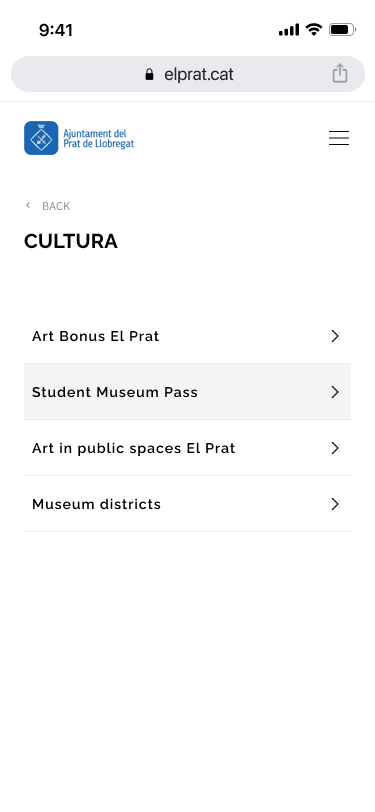 9:41
elprat.cat
Ajuntament del
Prat de Llobregat
BACK
CULTURA
Art Bonus El Prat
Student Museum Pass
Art in public spaces El Prat
Museum districts